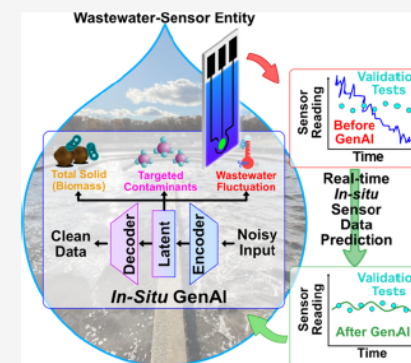 Wastewater-Sensor Entity
Total Solid
(Biomass)
Targeted
Contaminants
Wastewater
Fluctuation
Clean
Data
Decoder
Latent
Encoder
Noisy
Input
In-Situ GenAI
Sensor
Reading
Validation
Tests
Before
GenAI
Time
Real-time
In-situ
Sensor
Data
Prediction
Sensor
Reading
Validation
Tests
After GenAI
Time